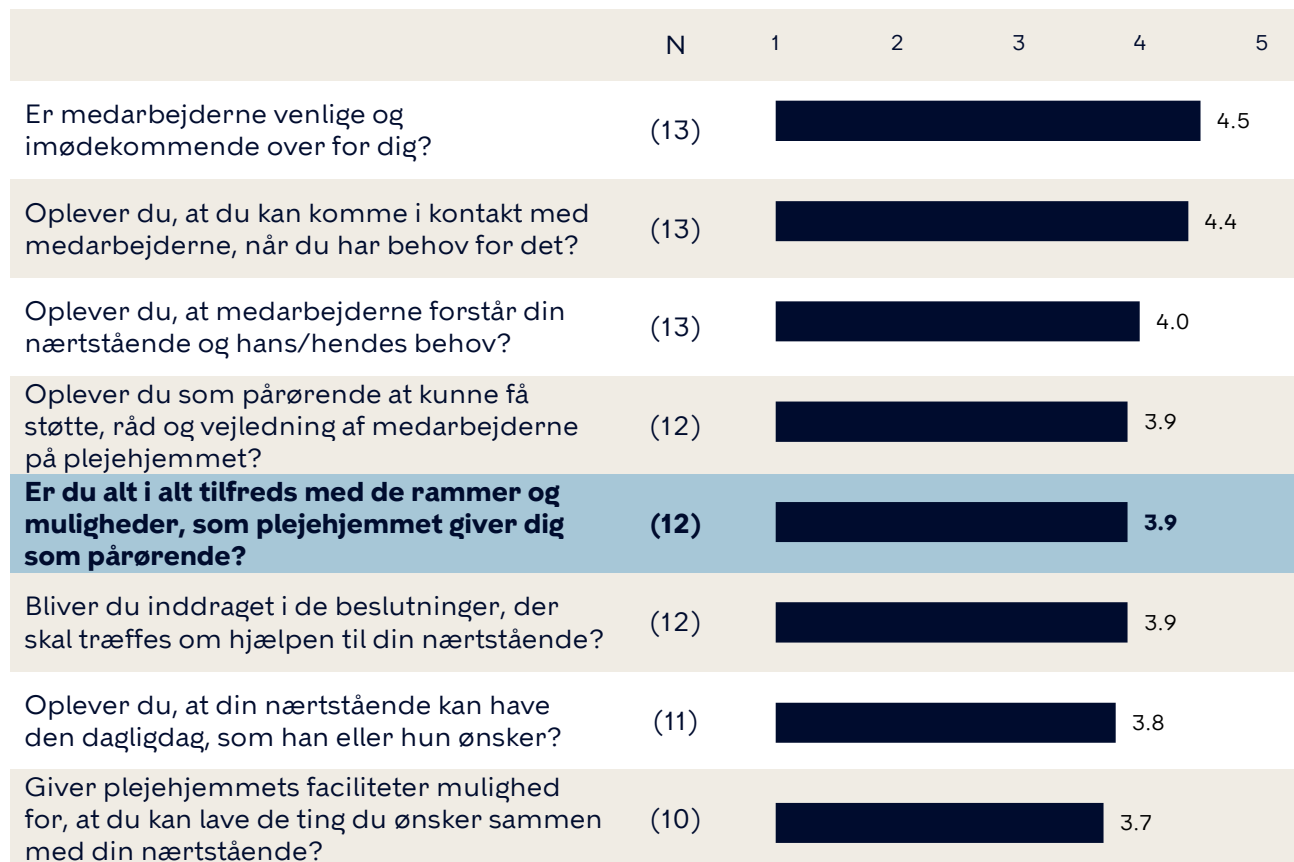 N 1 2 3 4 5
Er medarbejderne venlige og
imødekommende over for dig?
(13)
4.5
Oplever du, at du kan komme i kontakt med
medarbejderne, når du har behov for det?
(13)
4.4
Oplever du, at medarbejderne forstår din
nærtstående og hans/hendes behov?
(13)
4.0
Oplever du som pårørende at kunne få
støtte, råd og vejledning af medarbejderne
på plejehjemmet?
(12)
3.9
Er du alt i alt tilfreds med de rammer og
muligheder, som plejehjemmet giver dig
som pårørende?
(12)
3.9
Bliver du inddraget i de beslutninger, der
skal træffes om hjælpen til din nærtstående?
(12)
3.9
Oplever du, at din nærtstående kan have
den dagligdag, som han eller hun ønsker?
(11)
3.8
Giver plejehjemmets faciliteter mulighed
for, at du kan lave de ting du ønsker sammen
med din nærtstående?
(10)
3.7